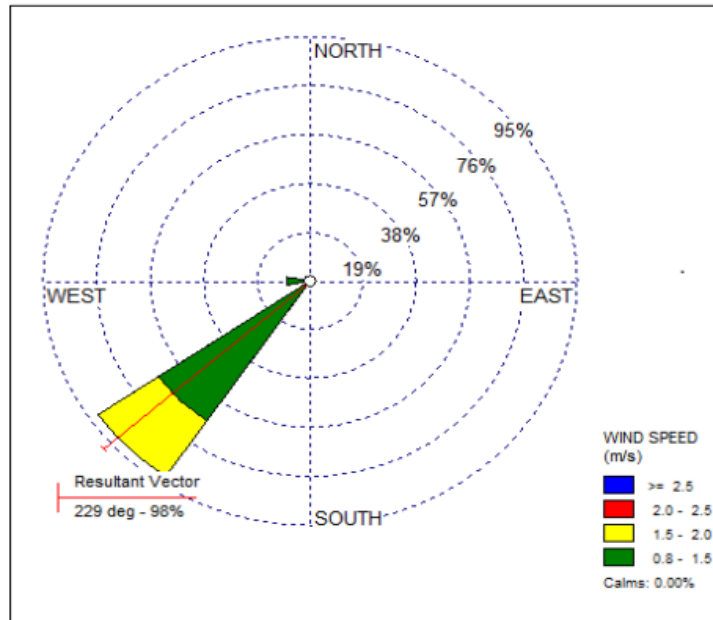 NORTH
95%
76%
57%
38%
19%
WEST
EAST
Resultant Vector
229 deg - 98%
SOUTH
WIND SPEED
(m/s)
>= 2.5
2.0 - 2.5
1.5 - 2.0
0.8 - 1.5
Calms: 0.00%